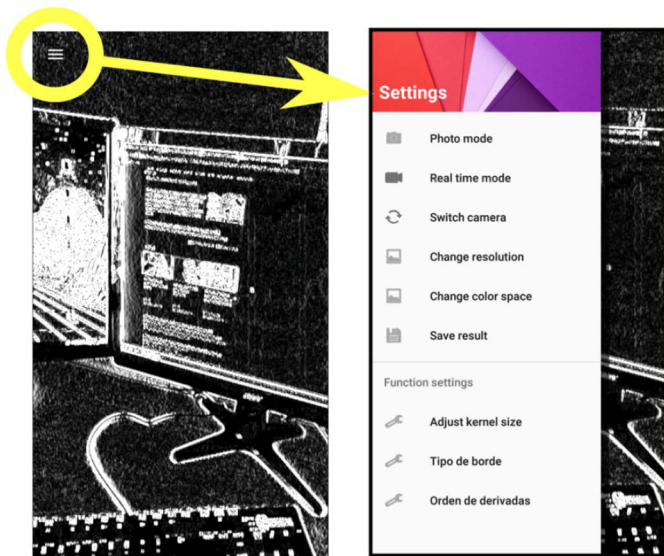 Settings
Photo mode
Real time mode
Switch camera
Change resolution
Change color space
Save result
Function settings
Adjust kernel size
Tipo de borde
Orden de derivadas